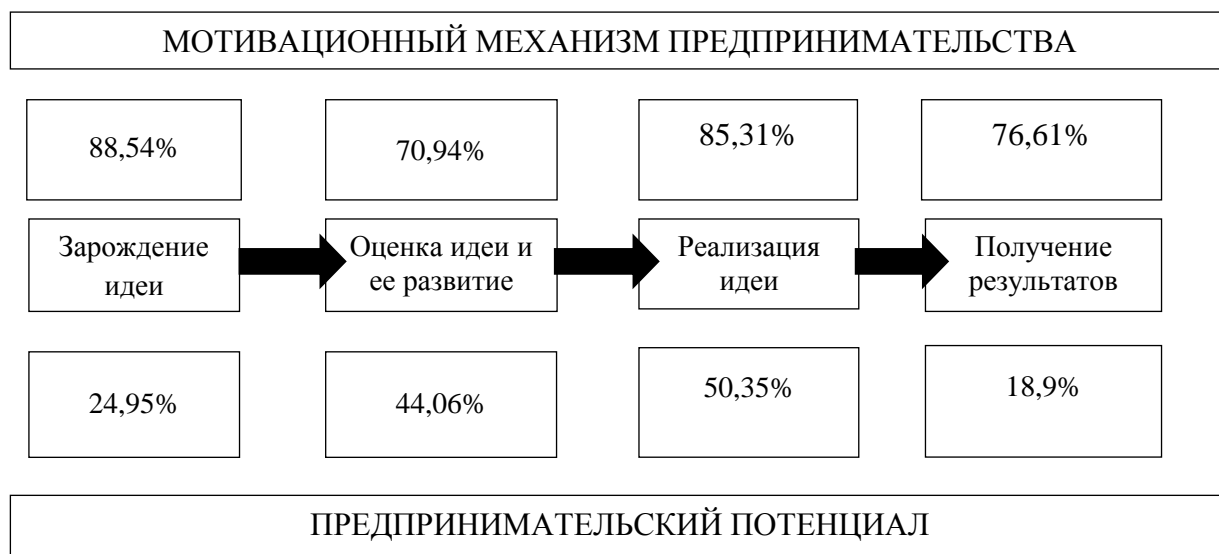 МОТИВАЦИОННЫЙ МЕХАНИЗМ ПРЕДПРИНИМАТЕЛЬСТВА
88,54%
70,94%
85,31%
76,61%
Зарождение
идеи
Оценка идеи и
ее развитие
Реализация
идеи
Получение
результатов
24,95%
44,06%
50,35%
18,9%
ПРЕДПРИНИМАТЕЛЬСКИЙ ПОТЕНЦИАЛ